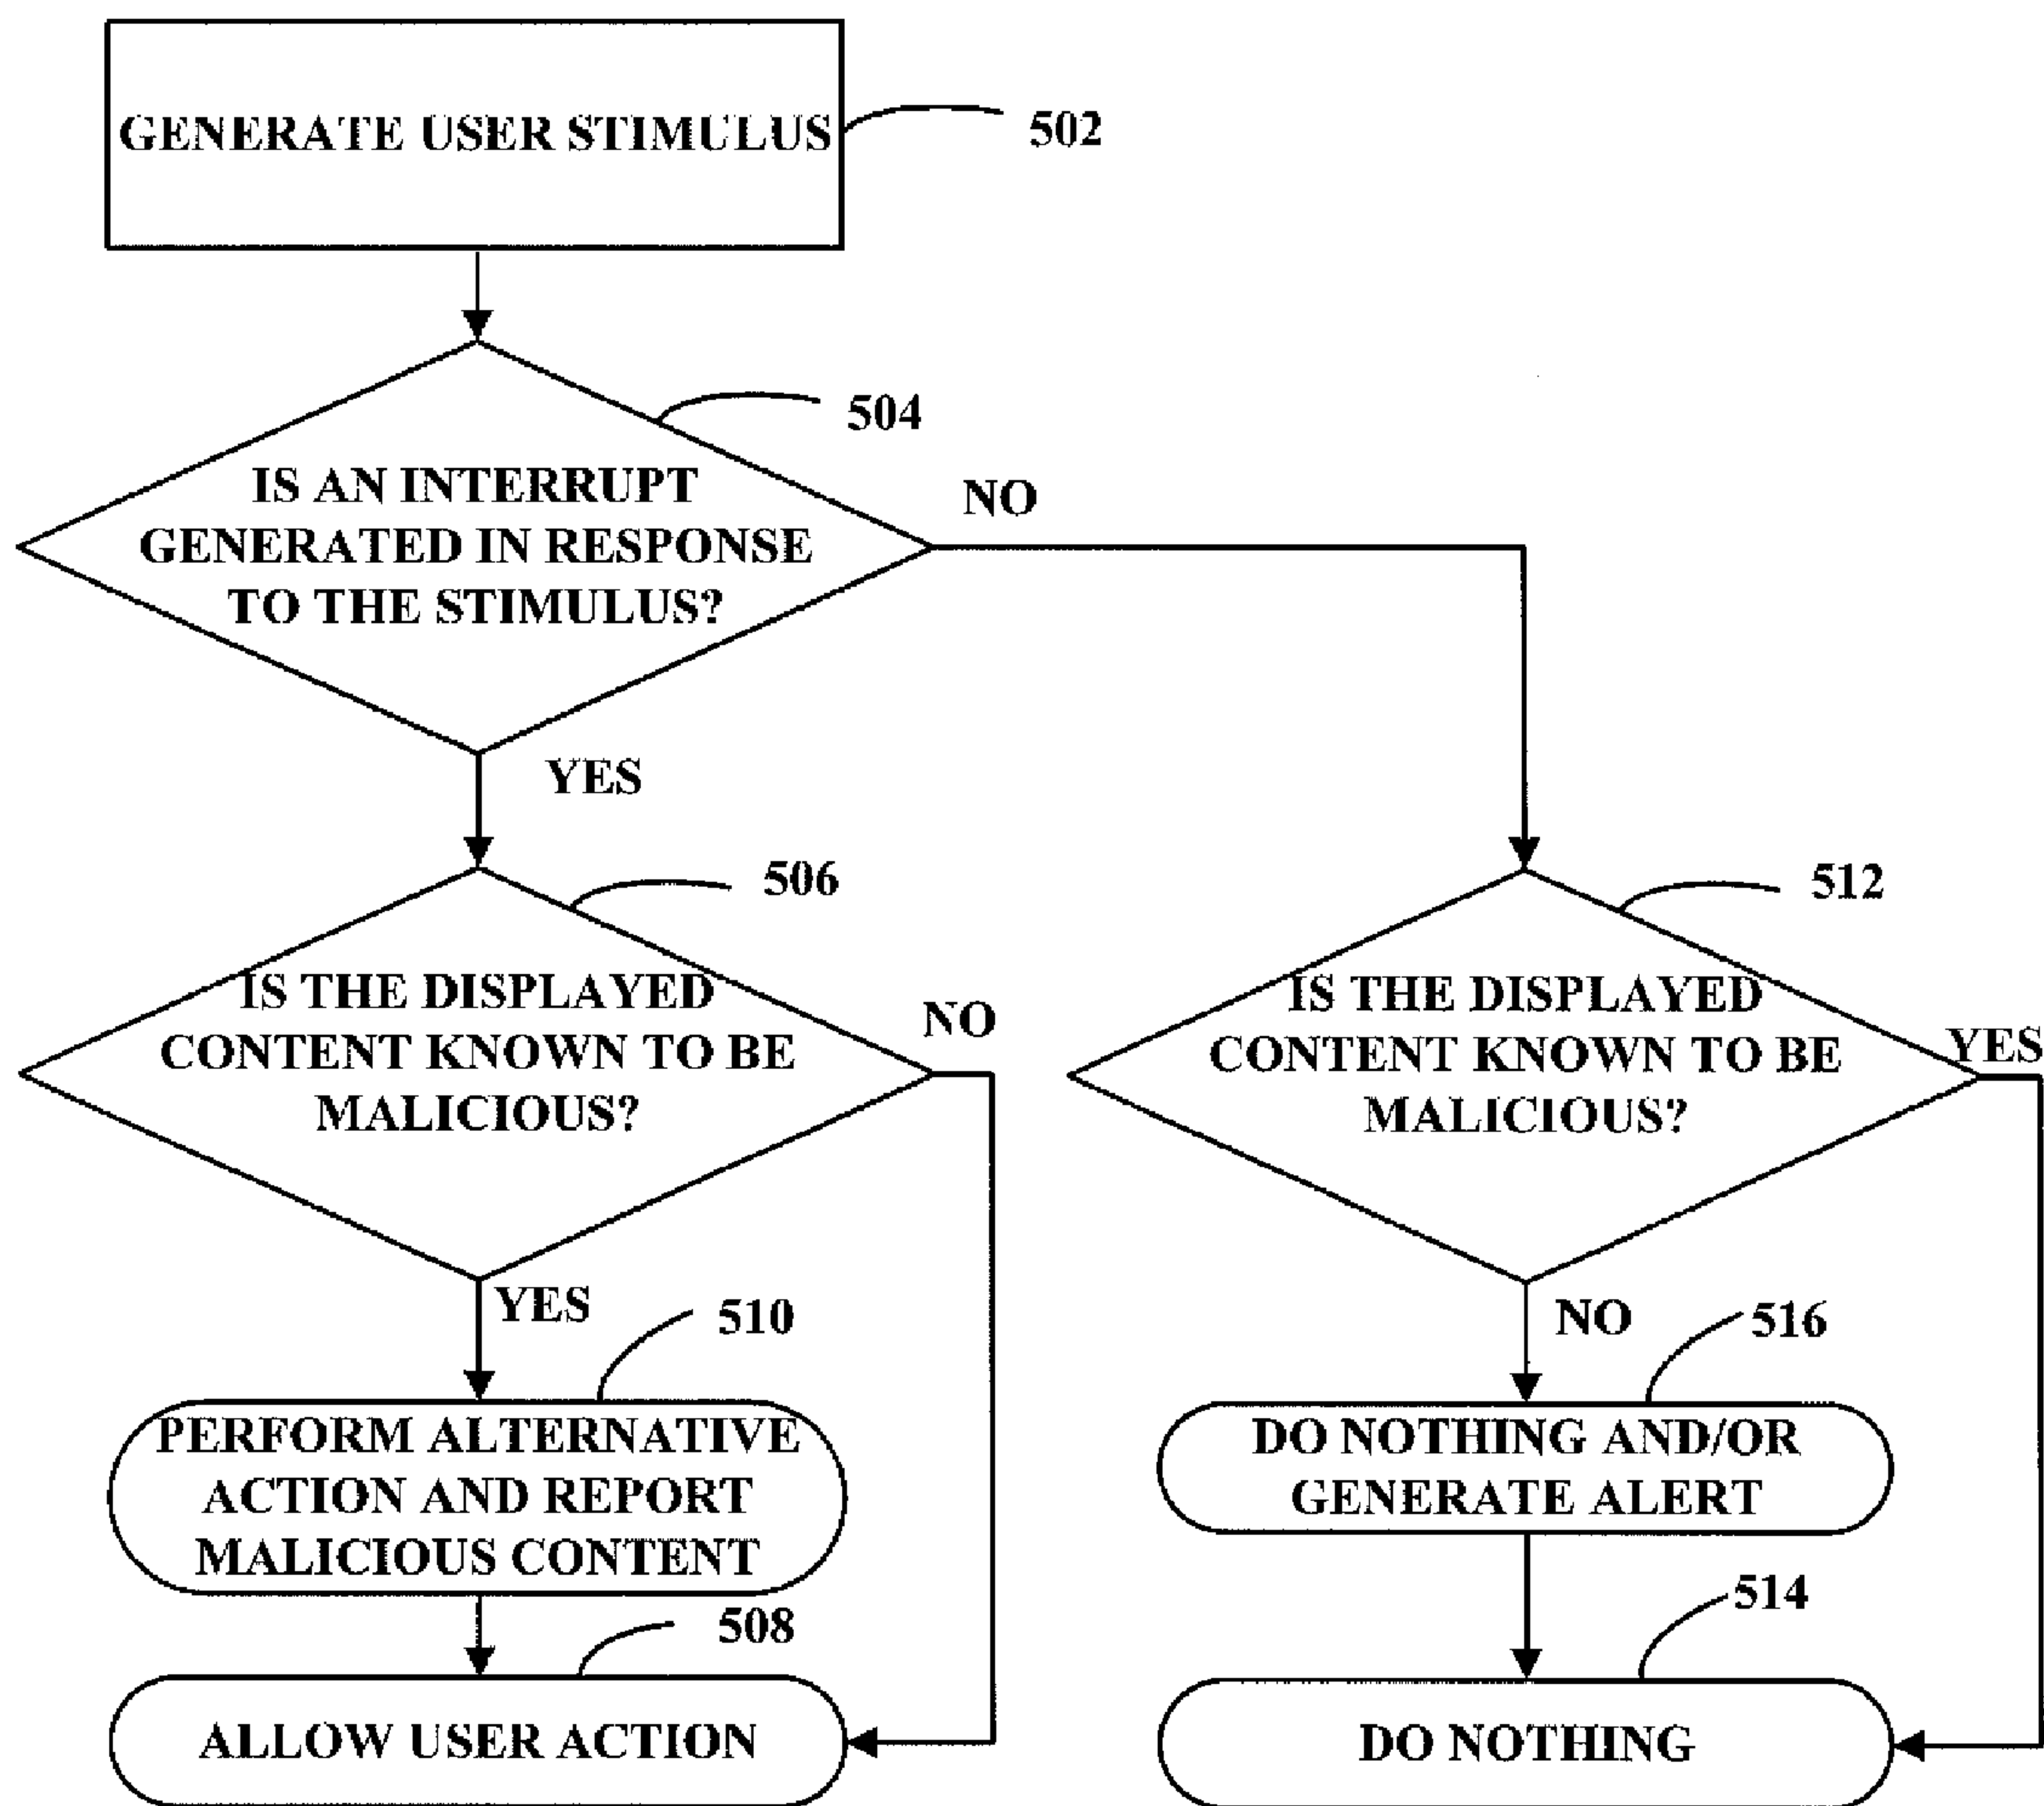 GENERATE USER STIMULUS
502
504
IS AN INTERRUPT
GENERATED IN RESPONSE
TO THE STIMULUS?
NO
YES
506
IS THE DISPLAYED
CONTENT KNOWN TO BE
MALICIOUS?
NO
YES
512
IS THE DISPLAYED
CONTENT KNOWN TO BE
MALICIOUS?
YES
NO
510
PERFORM ALTERNATIVE
ACTION AND REPORT
MALICIOUS CONTENT
516
DO NOTHING AND/OR
GENERATE ALERT
508
ALLOW USER ACTION
514
DO NOTHING